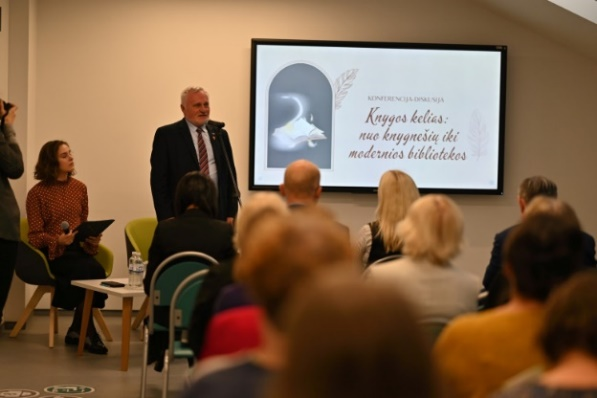 KONFERENCIJA-DISKUSIJA
Knygos kelias:
nuo knygnešių iki
modernios bibliotekos